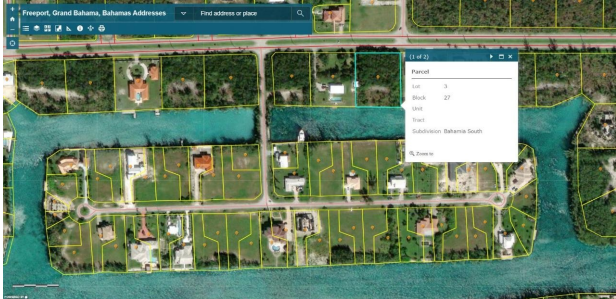 Freeport, Grand Bahama, Bahamas Addresses
Find address or place
(1 of 2)
Parcel
Lot 3
Block 27
Unit
Tract
Subdivision Bahamia South
Zoom to